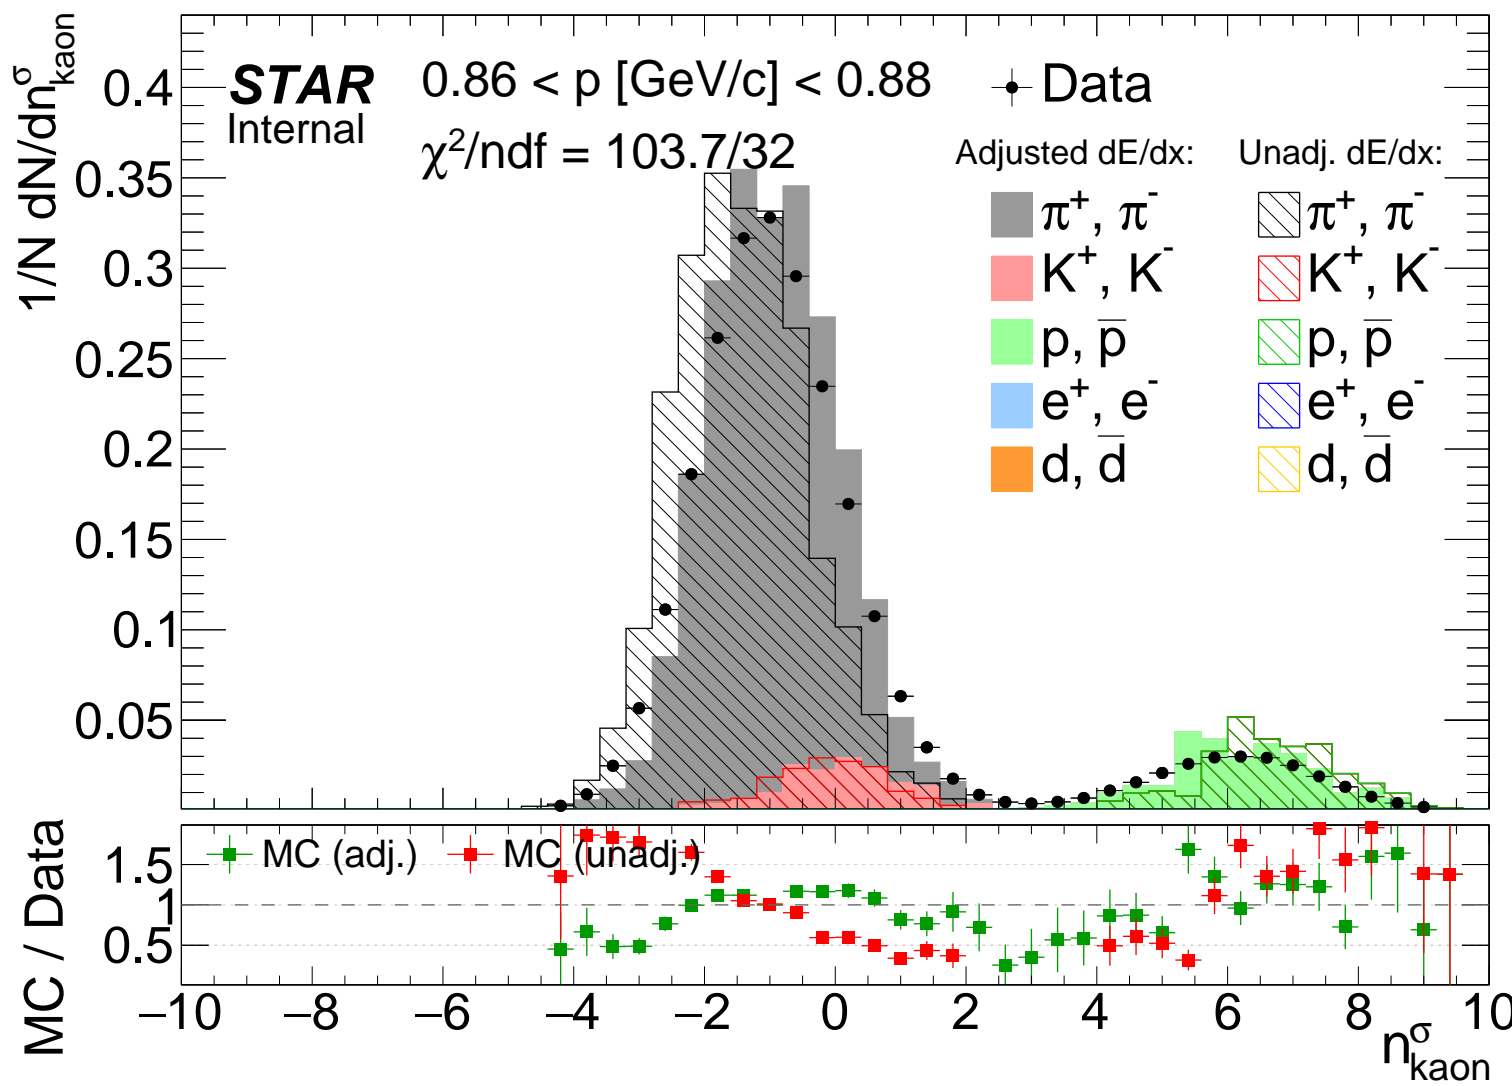 1/N dN/dn^σ_kaon
0.4
0.35
0.3
0.25
0.2
0.15
0.1
0.05
STAR
Internal
0.86 < p [GeV/c] < 0.88
χ²/ndf = 103.7/32
Data
Adjusted dE/dx: Unadj. dE/dx:
π⁺, π⁻ π⁺, π⁻
K⁺, K⁻ K⁺, K⁻
p, p̅ p, p̅
e⁺, e⁻ e⁺, e⁻
d, d̅ d, d̅
MC / Data
1.5
1
0.5
MC (adj.) MC (unadj.)
−10 −8 −6 −4 −2 0 2 4 6 8 10
n^σ_kaon